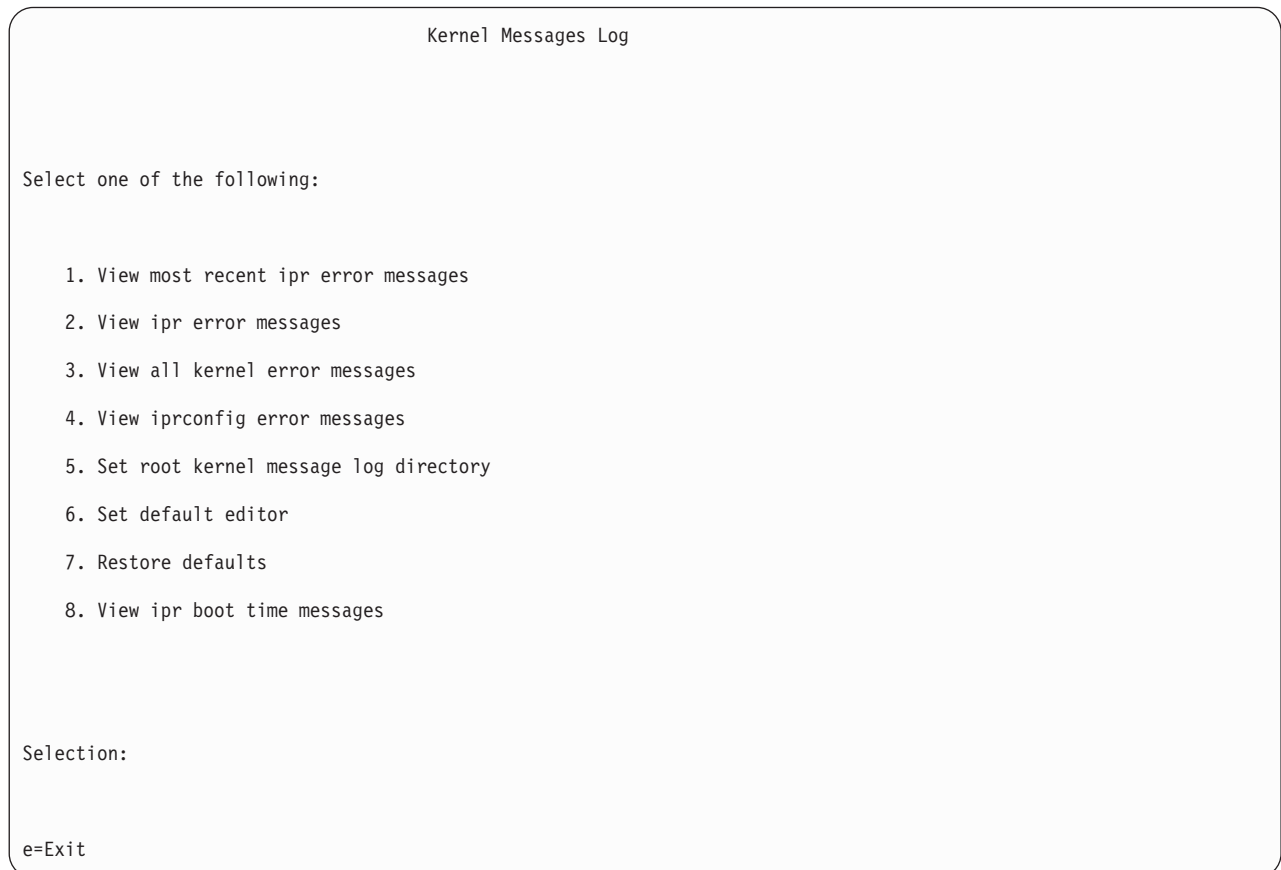 Kernel Messages Log
Select one of the following:
1. View most recent ipr error messages
2. View ipr error messages
3. View all kernel error messages
4. View iprconfig error messages
5. Set root kernel message log directory
6. Set default editor
7. Restore defaults
8. View ipr boot time messages
Selection:
e=Exit